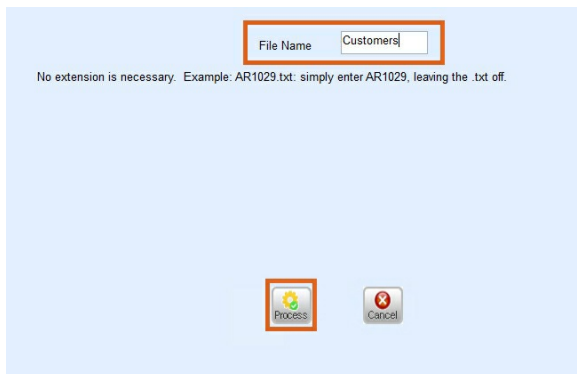 File Name Customers
No extension is necessary. Example: AR1029.txt: simply enter AR1029, leaving the .txt off.
Process Cancel